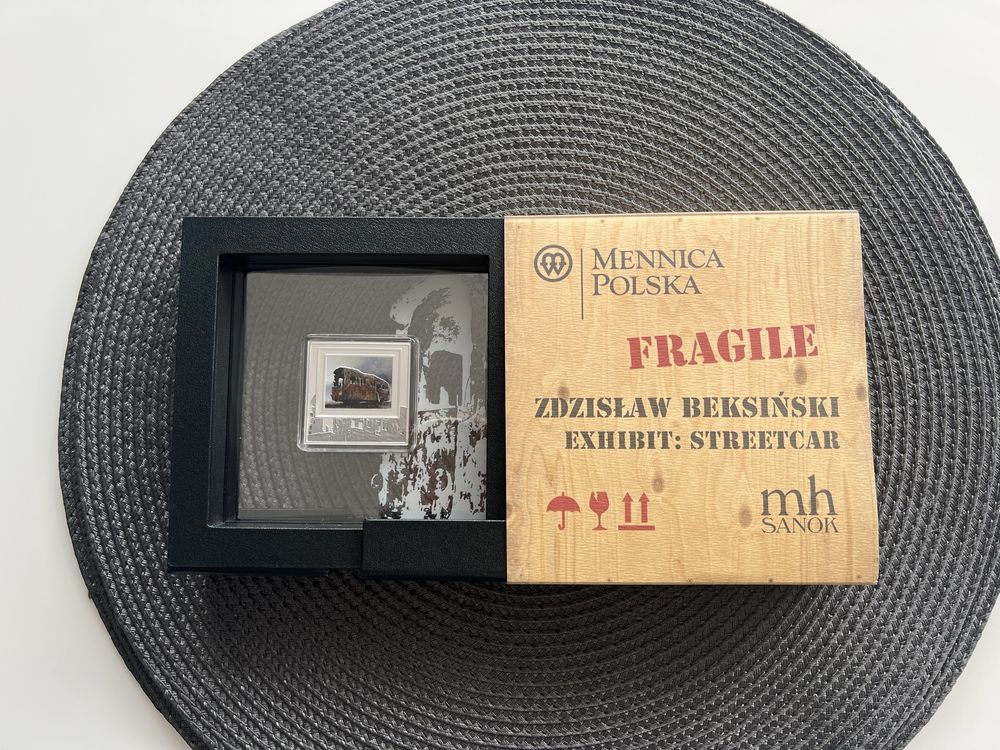 MENNICA
POLSKA
FRAGILE
ZDZISŁAW BEKSIŃSKI
EXHIBIT: STREETCAR
mh
SANOK